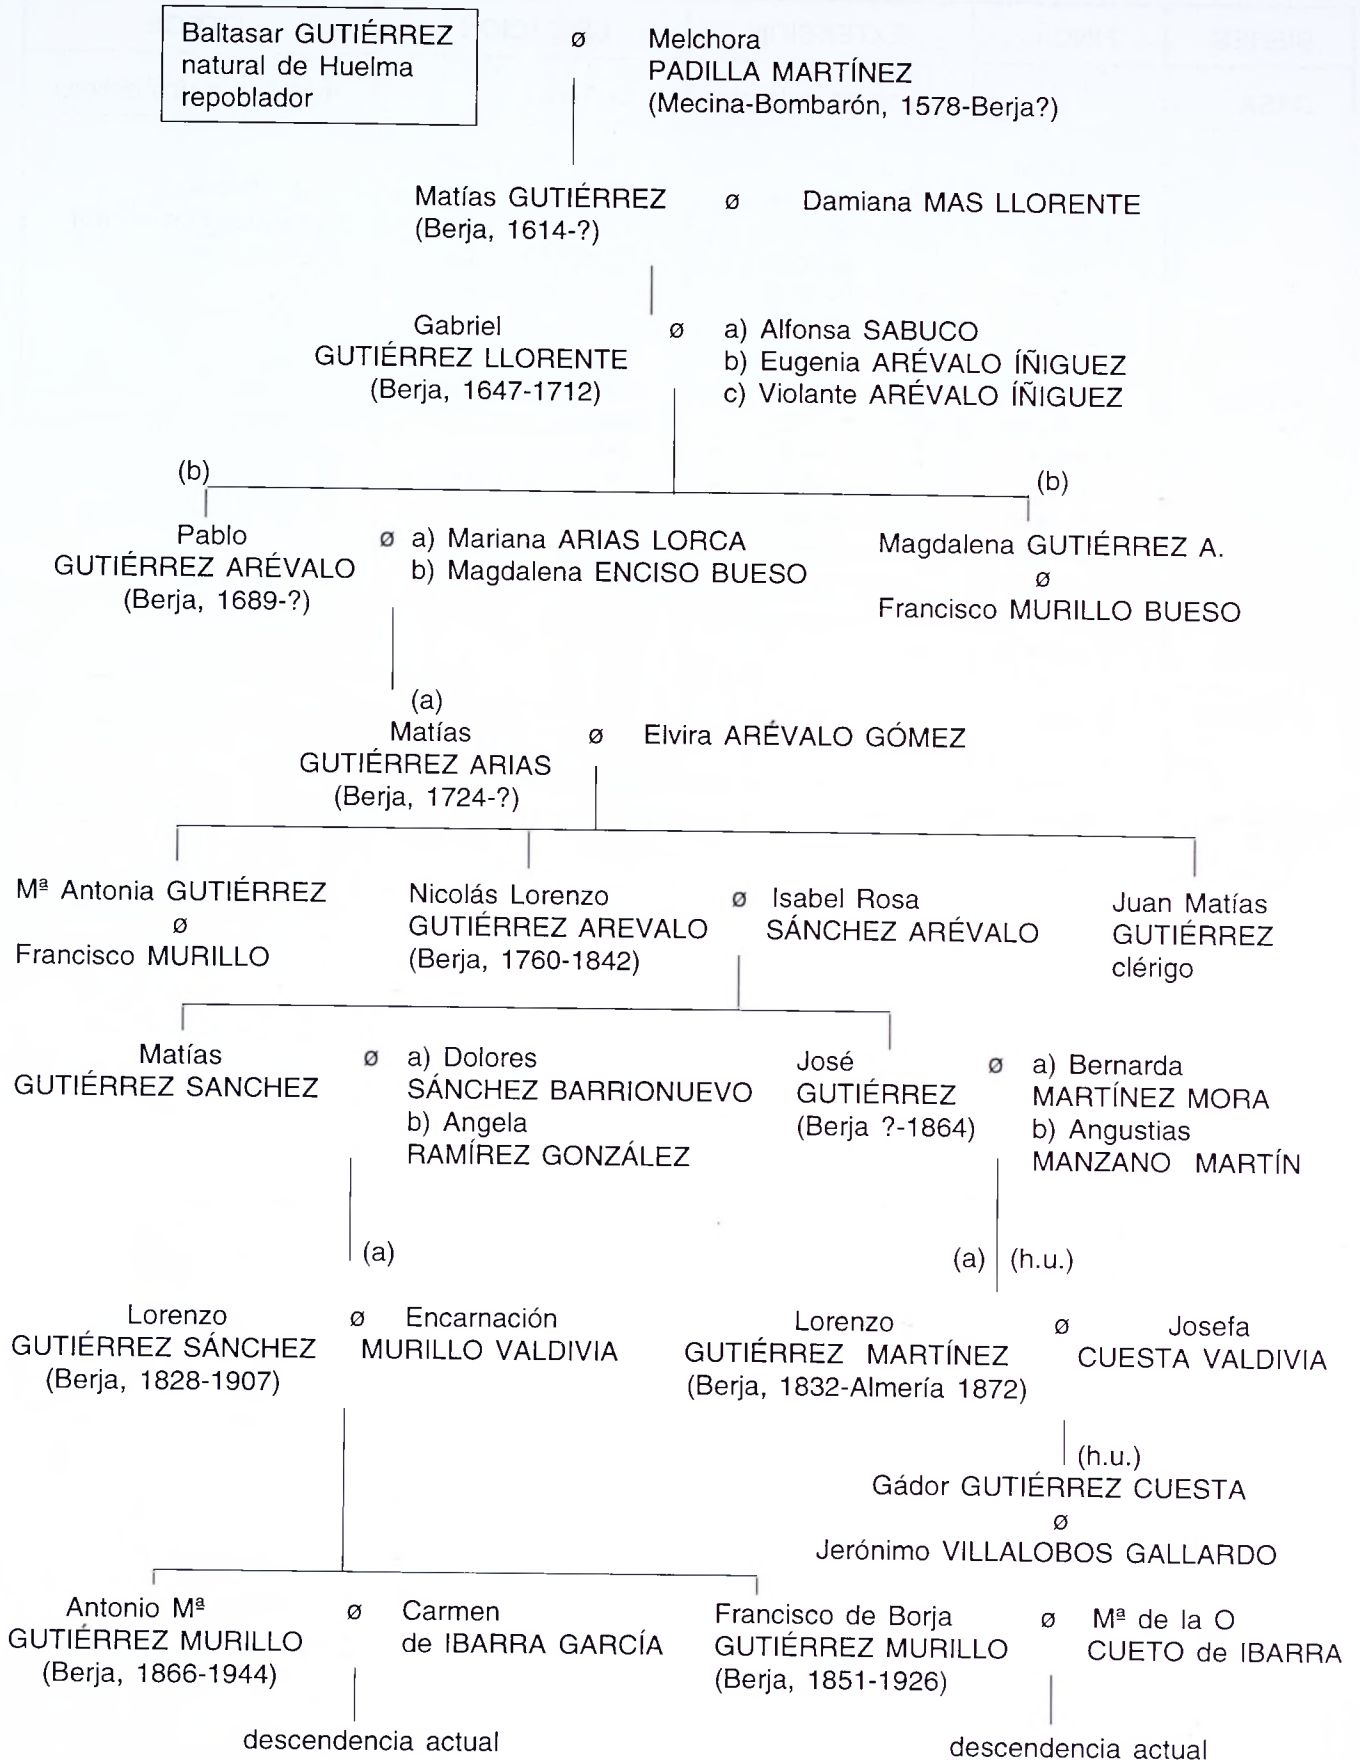 Baltasar GUTIÉRREZ
natural de Huelma
repoblador
ø
Melchora
PADILLA MARTÍNEZ
(Mecina-Bombarón, 1578-Berja?)
Matías GUTIÉRREZ ø Damiana MAS LLORENTE
(Berja, 1614-?)
Gabriel
GUTIÉRREZ LLORENTE
(Berja, 1647-1712)
ø
a) Alfonsa SABUCO
b) Eugenia ARÉVALO ÍÑIGUEZ
c) Violante ARÉVALO ÍÑIGUEZ
(b)
(b)
Pablo
GUTIÉRREZ ARÉVALO
(Berja, 1689-?)
ø
a) Mariana ARIAS LORCA
b) Magdalena ENCISO BUESO
Magdalena GUTIÉRREZ A.
ø
Francisco MURILLO BUESO
(a)
Matías
GUTIÉRREZ ARIAS
(Berja, 1724-?)
ø
Elvira ARÉVALO GÓMEZ
Mª Antonia GUTIÉRREZ
ø
Francisco MURILLO
Nicolás Lorenzo
GUTIÉRREZ AREVALO
(Berja, 1760-1842)
ø
Isabel Rosa
SÁNCHEZ ARÉVALO
Juan Matías
GUTIÉRREZ
clérigo
Matías
GUTIÉRREZ SANCHEZ
ø
a) Dolores
SÁNCHEZ BARRIONUEVO
b) Angela
RAMÍREZ GONZÁLEZ
José
GUTIÉRREZ
(Berja ?-1864)
ø
a) Bernarda
MARTÍNEZ MORA
b) Angustias
MANZANO MARTÍN
(a)
(a) (h.u.)
Lorenzo
GUTIÉRREZ SÁNCHEZ
(Berja, 1828-1907)
ø
Encarnación
MURILLO VALDIVIA
Lorenzo
GUTIÉRREZ MARTÍNEZ
(Berja, 1832-Almería 1872)
ø
Josefa
CUESTA VALDIVIA
(h.u.)
Gádor GUTIÉRREZ CUESTA
ø
Jerónimo VILLALOBOS GALLARDO
Antonio Mª
GUTIÉRREZ MURILLO
(Berja, 1866-1944)
ø
Carmen
de IBARRA GARCÍA
Francisco de Borja
GUTIÉRREZ MURILLO
(Berja, 1851-1926)
ø
Mª de la O
CUETO de IBARRA
descendencia actual
descendencia actual